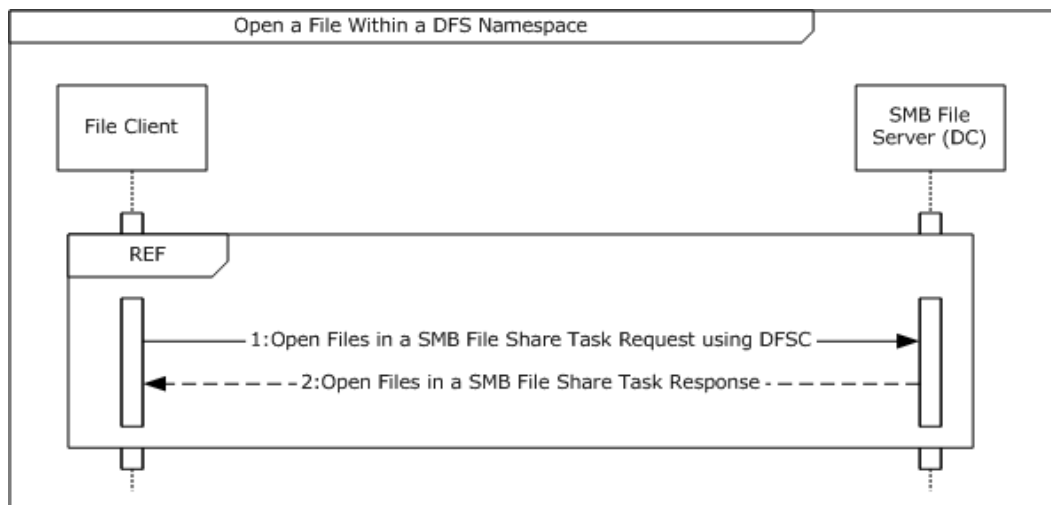 Open a File Within a DFS Namespace
File Client
SMB File
Server (DC)
REF
1:Open Files in a SMB File Share Task Request using DFSC
2:Open Files in a SMB File Share Task Response